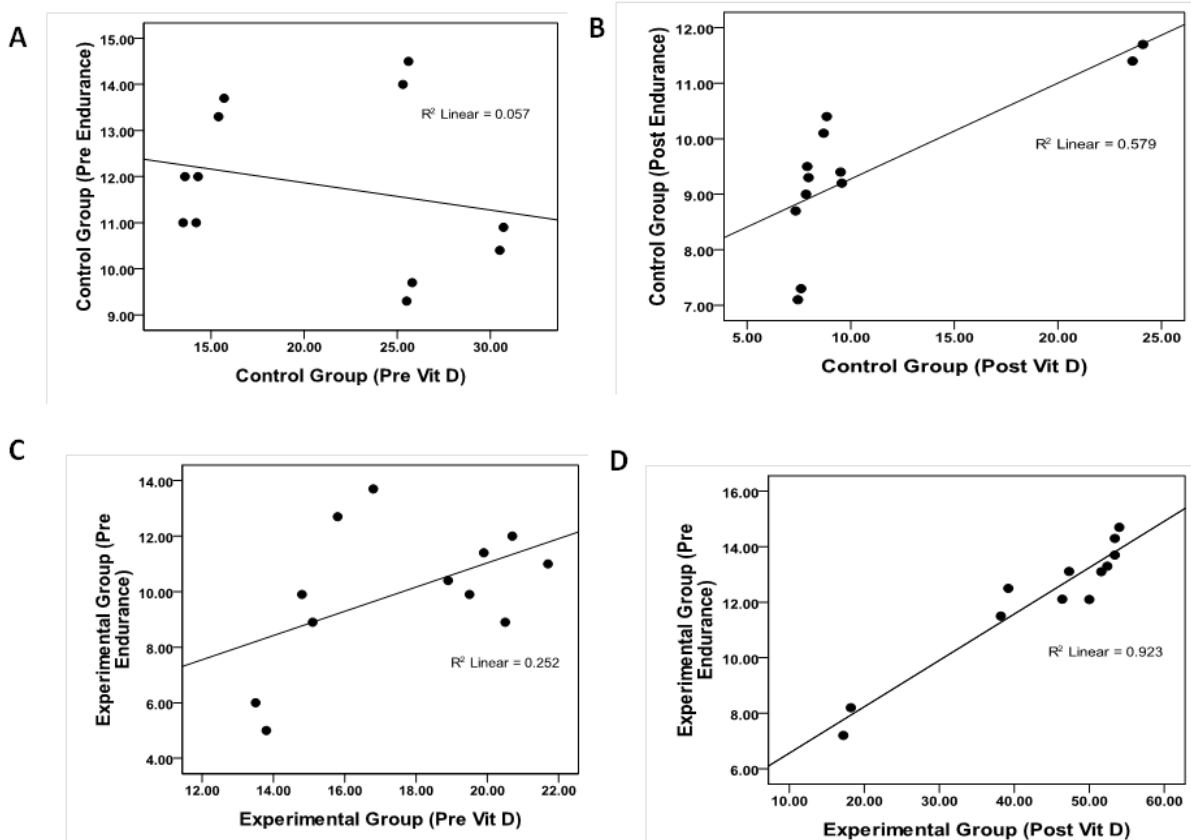 A
Control Group (Pre Endurance)
15.00
14.00
13.00
12.00
11.00
10.00
9.00
R² Linear = 0.057
15.00 20.00 25.00 30.00
Control Group (Pre Vit D)
B
Control Group (Post Endurance)
12.00
11.00
10.00
9.00
8.00
7.00
R² Linear = 0.579
5.00 10.00 15.00 20.00 25.00
Control Group (Post Vit D)
C
Experimental Group (Pre
Endurance)
14.00
12.00
10.00
8.00
6.00
4.00
R² Linear = 0.252
12.00 14.00 16.00 18.00 20.00 22.00
Experimental Group (Pre Vit D)
D
Experimental Group (Pre
Endurance)
16.00
14.00
12.00
10.00
8.00
6.00
R² Linear = 0.923
10.00 20.00 30.00 40.00 50.00 60.00
Experimental Group (Post Vit D)